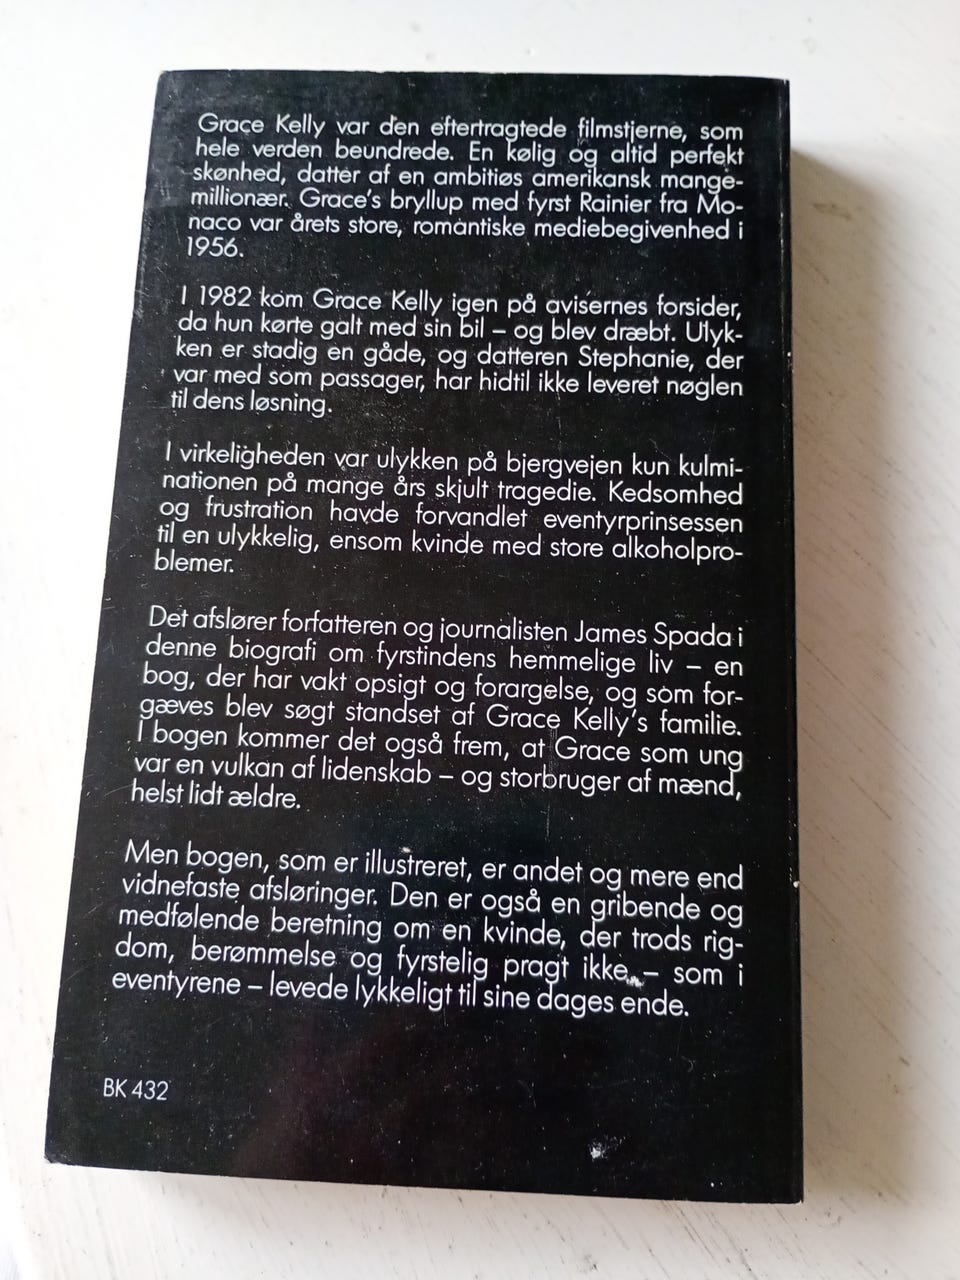 Grace Kelly var den eftertragtede filmstjerne, som
hele verden beundrede. En kølig og altid perfekt
skønhed, datter af en ambitiøs amerikansk mange-
millionær. Grace's bryllup med fyrst Rainier fra Mo-
naco var årets store, romantiske mediebegivenhed i
1956.
I 1982 kom Grace Kelly igen på avisernes forsider,
da hun kørte galt med sin bil – og blev dræbt. Ulyk-
ken er stadig en gåde, og datteren Stephanie, der
var med som passager, har hidtil ikke leveret nøglen
til dens løsning.
I virkeligheden var ulykken på bjergvejen kun kulmi-
nationen på mange års skjult tragedie. Kedsomhed
og frustration havde forvandlet eventyrprinsessen
til en ulykkelig, ensom kvinde med store alkoholpro-
blemer.
Det afslører forfatteren og journalisten James Spada i
denne biografi om fyrstindens hemmelige liv – en
bog, der har vakt opsigt og forargelse, og som for-
gæves blev søgt standset af Grace Kelly's familie.
I bogen kommer det også frem, at Grace som ung
var en vulkan af lidenskab – og storbruger af mænd,
helst lidt ældre.
Men bogen, som er illustreret, er andet og mere end
vidnefaste afsløringer. Den er også en gribende og
medfølende beretning om en kvinde, der trods rig-
dom, berømmelse og fyrstelig pragt ikke – som i
eventyrene – levede lykkeligt til sine dages ende.
BK 432